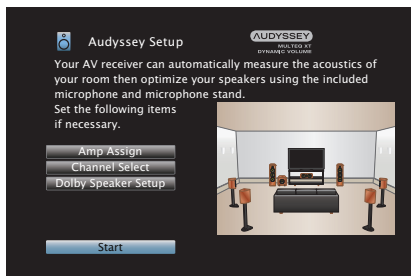 Audyssey Setup
AUDYSSEY
MULTEQ XT
DYNAMIC VOLUME
Your AV receiver can automatically measure the acoustics of
your room then optimize your speakers using the included
microphone and microphone stand.
Set the following items
if necessary.
Amp Assign
Channel Select
Dolby Speaker Setup
Start